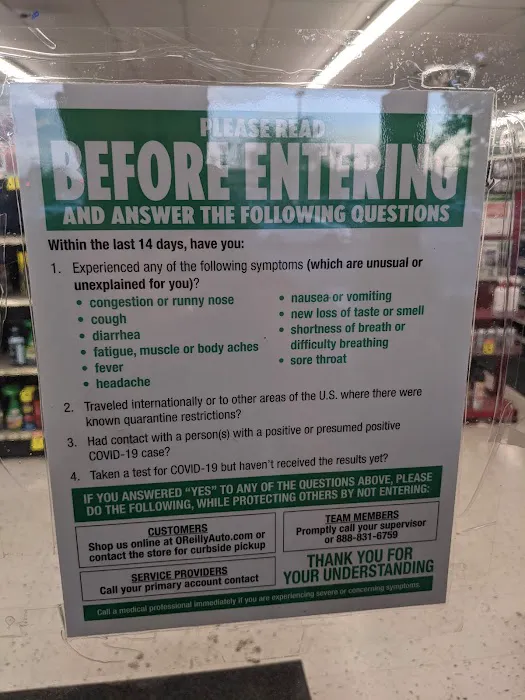 PLEASE READ
BEFORE ENTERING
AND ANSWER THE FOLLOWING QUESTIONS
Within the last 14 days, have you:
1. Experienced any of the following symptoms (which are unusual or
unexplained for you)?
• congestion or runny nose
• cough
• diarrhea
• fatigue, muscle or body aches
• fever
• headache
• nausea or vomiting
• new loss of taste or smell
• shortness of breath or
difficulty breathing
• sore throat
2. Traveled internationally or to other areas of the U.S. where there were
known quarantine restrictions?
3. Had contact with a person(s) with a positive or presumed positive
COVID-19 case?
4. Taken a test for COVID-19 but haven't received the results yet?
IF YOU ANSWERED "YES" TO ANY OF THE QUESTIONS ABOVE, PLEASE
DO THE FOLLOWING, WHILE PROTECTING OTHERS BY NOT ENTERING:
CUSTOMERS
Shop us online at OReillyAuto.com or
contact the store for curbside pickup
SERVICE PROVIDERS
Call your primary account contact
TEAM MEMBERS
Promptly call your supervisor
or 888-831-6759
THANK YOU FOR
YOUR UNDERSTANDING
Call a medical professional immediately if you are experiencing severe or concerning symptoms.